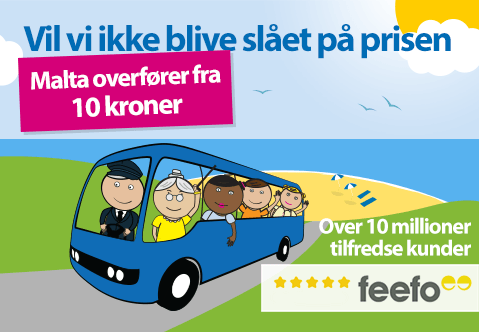 Vil vi ikke blive slået på prisen
Malta overfører fra
10 kroner
Over 10 millioner
tilfredse kunder
feefo